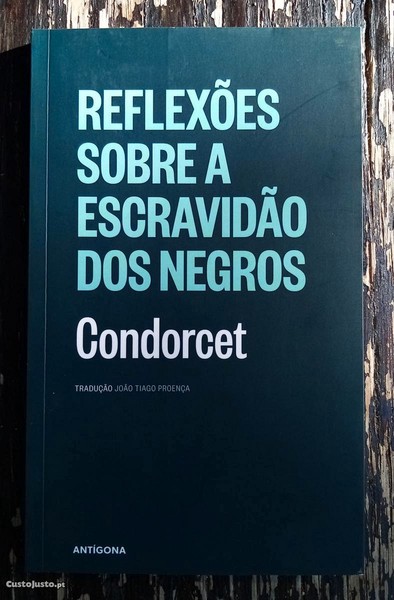 REFLEXÕES
SOBRE A
ESCRAVIDÃO
DOS NEGROS
Condorcet
TRADUÇÃO JOÃO TIAGO PROENÇA
ANTÍGONA
CustoJusto.pt